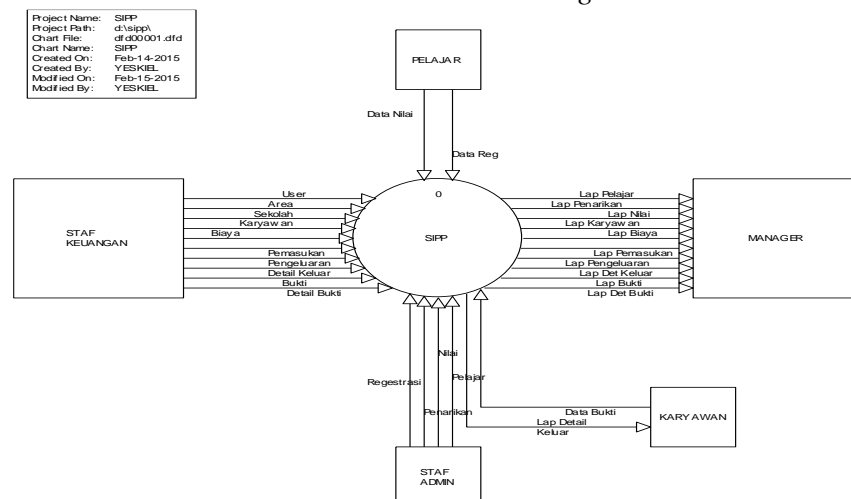 Project Name: SIPP
Project Path: d:\sipp\
Chart File: dfd00001.dfd
Chart Name: SIPP
Created On: Feb-14-2015
Created By: YESKIEL
Modified On: Feb-15-2015
Modified By: YESKIEL
PELAJAR
Data Nilai
Data Reg
STAF
KEUANGAN
User
Area
Sekolah
Karyawan
Biaya
Pemasukan
Pengeluaran
Detail Keluar
Bukti
Detail Bukti
0
SIPP
Lap Pelajar
Lap Penarikan
Lap Nilai
Lap Karyawan
Lap Biaya
Lap Pemasukan
Lap Pengeluaran
Lap Det Keluar
Lap Bukti
Lap Det Bukti
MANAGER
Nilai
Regestrasi
Pelajar
Penarikan
Data Bukti
Lap Detail
Keluar
KARYAWAN
STAF
ADMIN